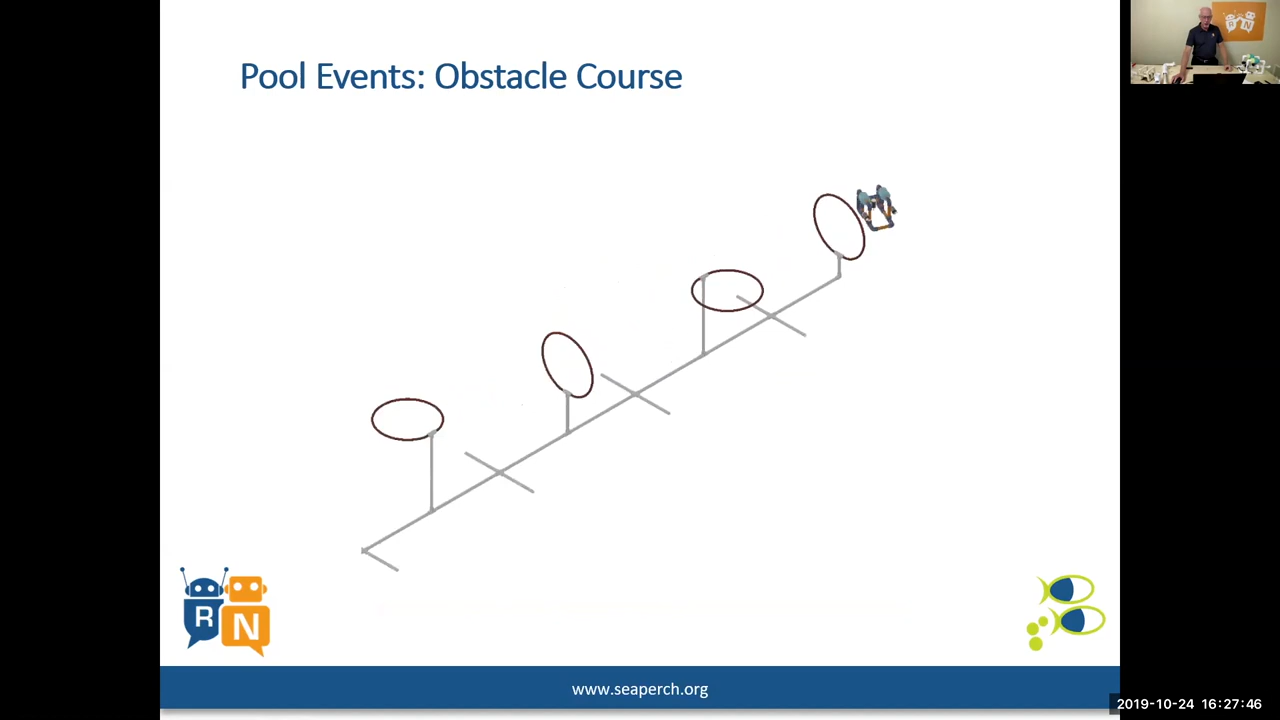 Pool Events: Obstacle Course
R N
R N
www.seaperch.org
2019-10-24 16:27:46